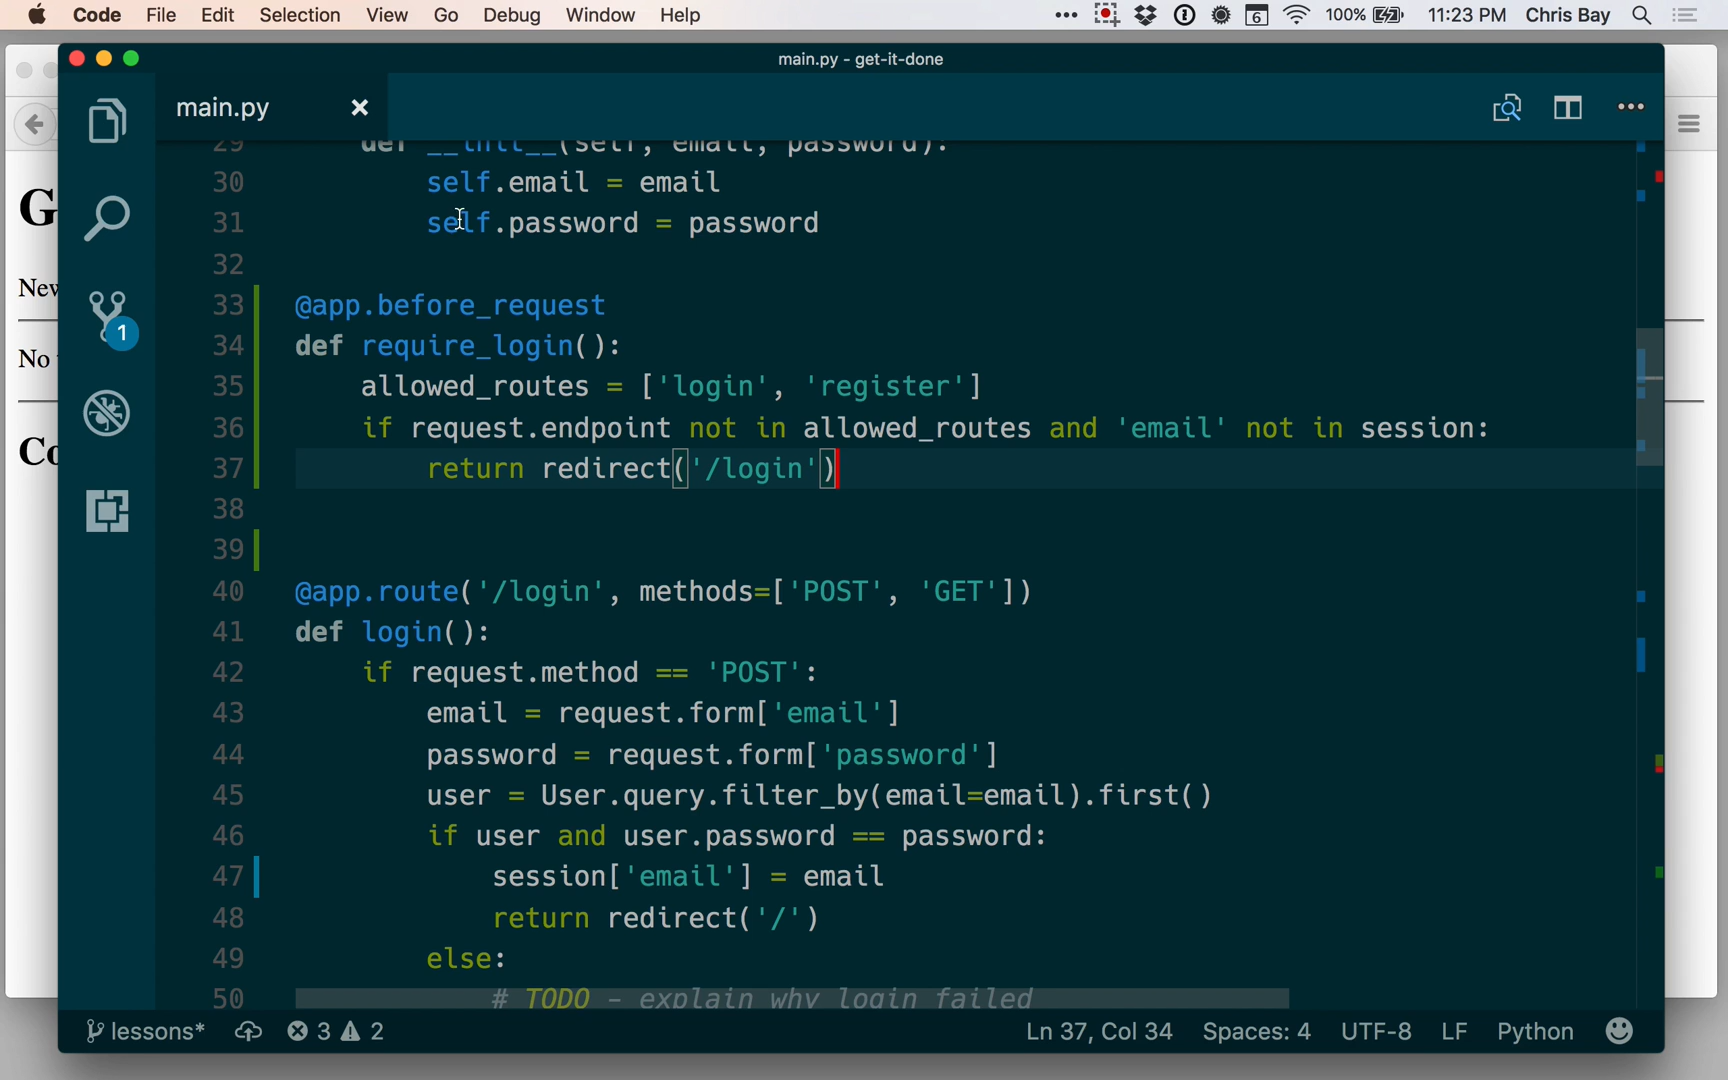 Code File Edit Selection View Go Debug Window Help 6 100% 11:23 PM Chris Bay
main.py - get-it-done
main.py
29 def __init__(self, email, password):
30 self.email = email
31 self.password = password
32
33 @app.before_request
34 def require_login():
35 allowed_routes = ['login', 'register']
36 if request.endpoint not in allowed_routes and 'email' not in session:
37 return redirect('/login')
38
39
40 @app.route('/login', methods=['POST', 'GET'])
41 def login():
42 if request.method == 'POST':
43 email = request.form['email']
44 password = request.form['password']
45 user = User.query.filter_by(email=email).first()
46 if user and user.password == password:
47 session['email'] = email
48 return redirect('/')
49 else:
50 # TODO - explain why login failed
1
G
New
No
Co
lessons* 3 2 Ln 37, Col 34 Spaces: 4 UTF-8 LF Python